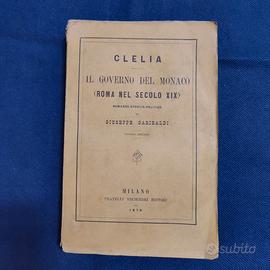 CLELIA
IL GOVERNO DEL MONACO
(ROMA NEL SECOLO XIX)
ROMANZO STORICO POLITICO
DI
GIUSEPPE GARIBALDI
MILANO
FRATELLI RECHIEDEI EDITORI
1870
subito